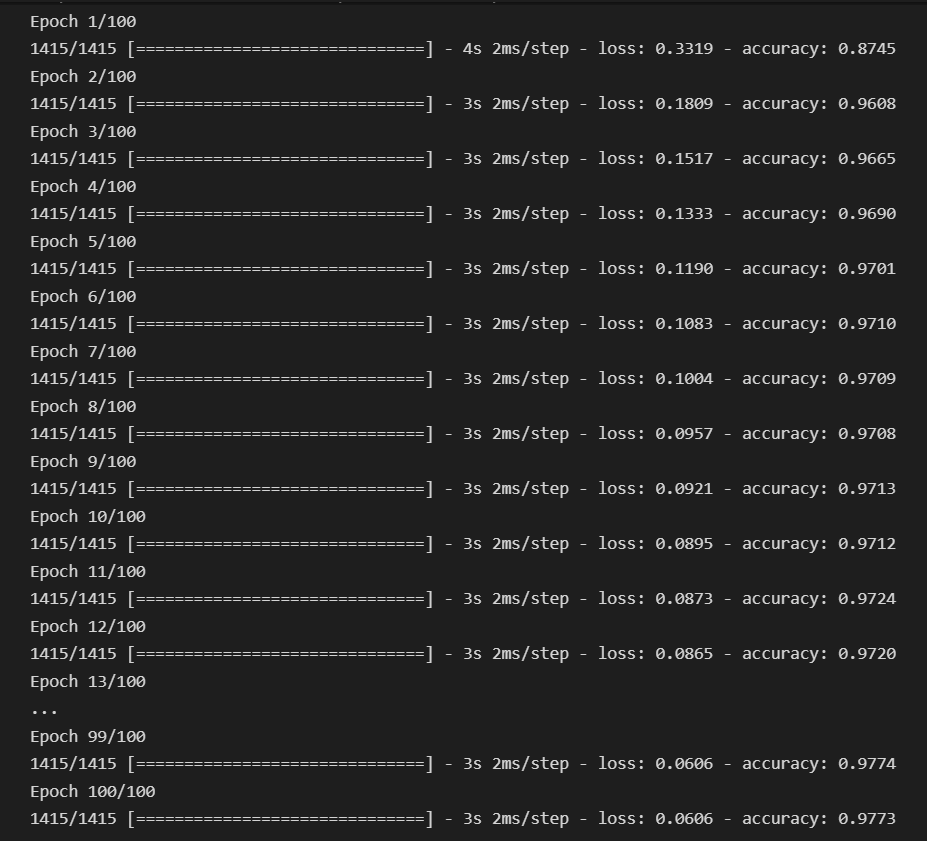 Epoch 1/100
1415/1415 [==============================] - 4s 2ms/step - loss: 0.3319 - accuracy: 0.8745
Epoch 2/100
1415/1415 [==============================] - 3s 2ms/step - loss: 0.1809 - accuracy: 0.9608
Epoch 3/100
1415/1415 [==============================] - 3s 2ms/step - loss: 0.1517 - accuracy: 0.9665
Epoch 4/100
1415/1415 [==============================] - 3s 2ms/step - loss: 0.1333 - accuracy: 0.9690
Epoch 5/100
1415/1415 [==============================] - 3s 2ms/step - loss: 0.1190 - accuracy: 0.9701
Epoch 6/100
1415/1415 [==============================] - 3s 2ms/step - loss: 0.1083 - accuracy: 0.9710
Epoch 7/100
1415/1415 [==============================] - 3s 2ms/step - loss: 0.1004 - accuracy: 0.9709
Epoch 8/100
1415/1415 [==============================] - 3s 2ms/step - loss: 0.0957 - accuracy: 0.9708
Epoch 9/100
1415/1415 [==============================] - 3s 2ms/step - loss: 0.0921 - accuracy: 0.9713
Epoch 10/100
1415/1415 [==============================] - 3s 2ms/step - loss: 0.0895 - accuracy: 0.9712
Epoch 11/100
1415/1415 [==============================] - 3s 2ms/step - loss: 0.0873 - accuracy: 0.9724
Epoch 12/100
1415/1415 [==============================] - 3s 2ms/step - loss: 0.0865 - accuracy: 0.9720
Epoch 13/100
...
Epoch 99/100
1415/1415 [==============================] - 3s 2ms/step - loss: 0.0606 - accuracy: 0.9774
Epoch 100/100
1415/1415 [==============================] - 3s 2ms/step - loss: 0.0606 - accuracy: 0.9773